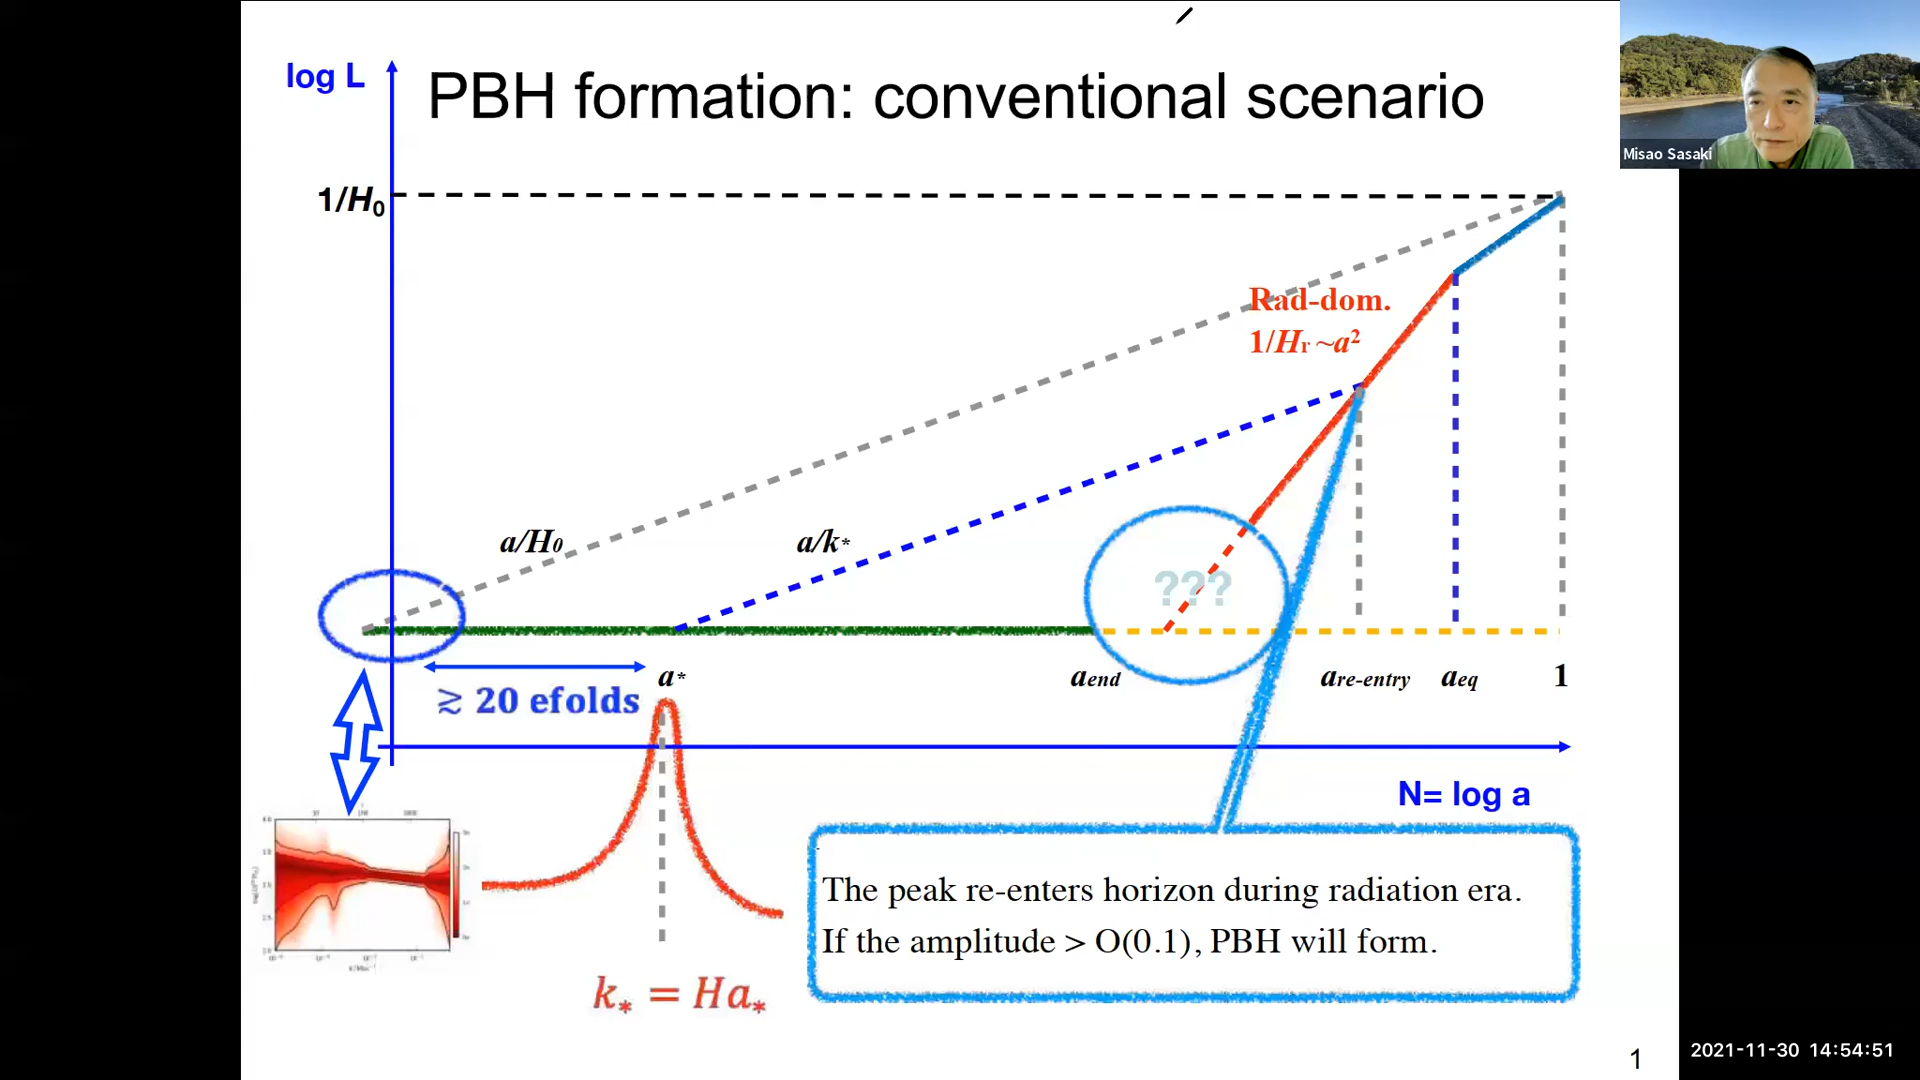 log L
PBH formation: conventional scenario
Misao Sasaki
1/H₀
Rad-dom.
1/Hr ~a²
a/H₀
a/k*
???
a*
aend
are-entry
aeq
1
≳ 20 efolds
N= log a
The peak re-enters horizon during radiation era.
If the amplitude > O(0.1), PBH will form.
k* = Ha*
1
2021-11-30 14:54:51